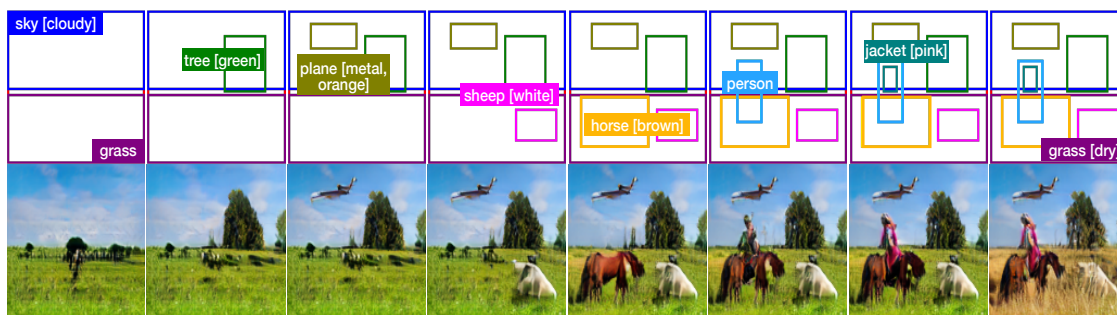 sky [cloudy]
grass
tree [green]
plane [metal,
orange]
sheep [white]
horse [brown]
person
jacket [pink]
grass [dry]